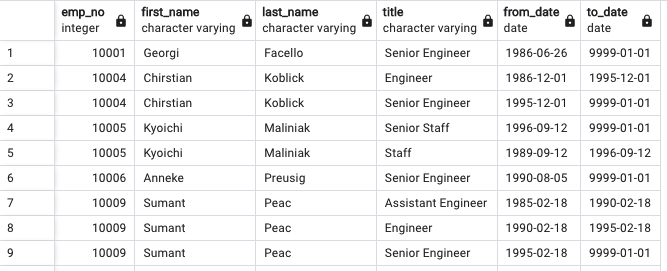 emp_no first_name last_name title from_date to_date
integer character varying character varying character varying date date
1 10001 Georgi Facello Senior Engineer 1986-06-26 9999-01-01
2 10004 Chirstian Koblick Engineer 1986-12-01 1995-12-01
3 10004 Chirstian Koblick Senior Engineer 1995-12-01 9999-01-01
4 10005 Kyoichi Maliniak Senior Staff 1996-09-12 9999-01-01
5 10005 Kyoichi Maliniak Staff 1989-09-12 1996-09-12
6 10006 Anneke Preusig Senior Engineer 1990-08-05 9999-01-01
7 10009 Sumant Peac Assistant Engineer 1985-02-18 1990-02-18
8 10009 Sumant Peac Engineer 1990-02-18 1995-02-18
9 10009 Sumant Peac Senior Engineer 1995-02-18 9999-01-01